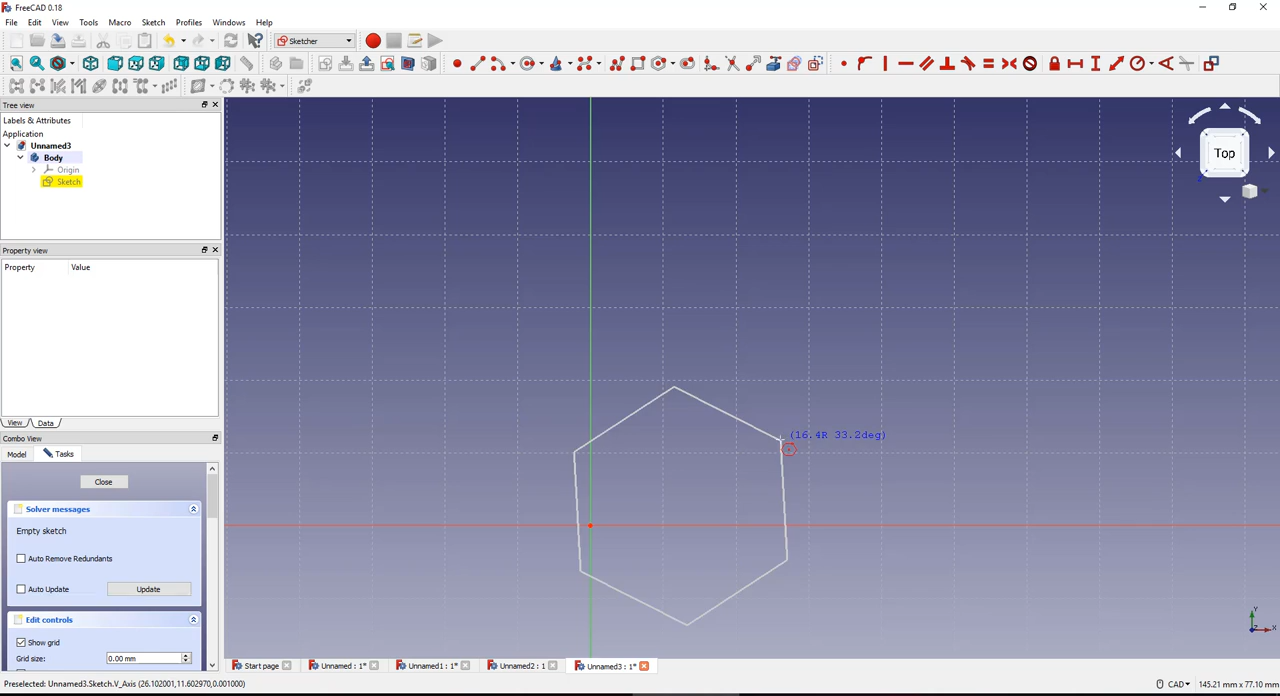 FreeCAD 0.18
File Edit View Tools Macro Sketch Profiles Windows Help
Sketcher
Tree view
Labels & Attributes
Application
Unnamed3
Body
Origin
Sketch
Property view
Property Value
View Data
Combo View
Model Tasks
Close
Solver messages
Empty sketch
Auto Remove Redundants
Auto Update Update
Edit controls
Show grid
Grid size: 0.00 mm
Top
Z
(16.4R 33.2deg)
Y
Z X
Start page Unnamed : 1* Unnamed1 : 1* Unnamed2 : 1 Unnamed3 : 1*
Preselected: Unnamed3.Sketch.V_Axis (26.102001,11.602970,0.001000) CAD 145.21 mm x 77.10 mm